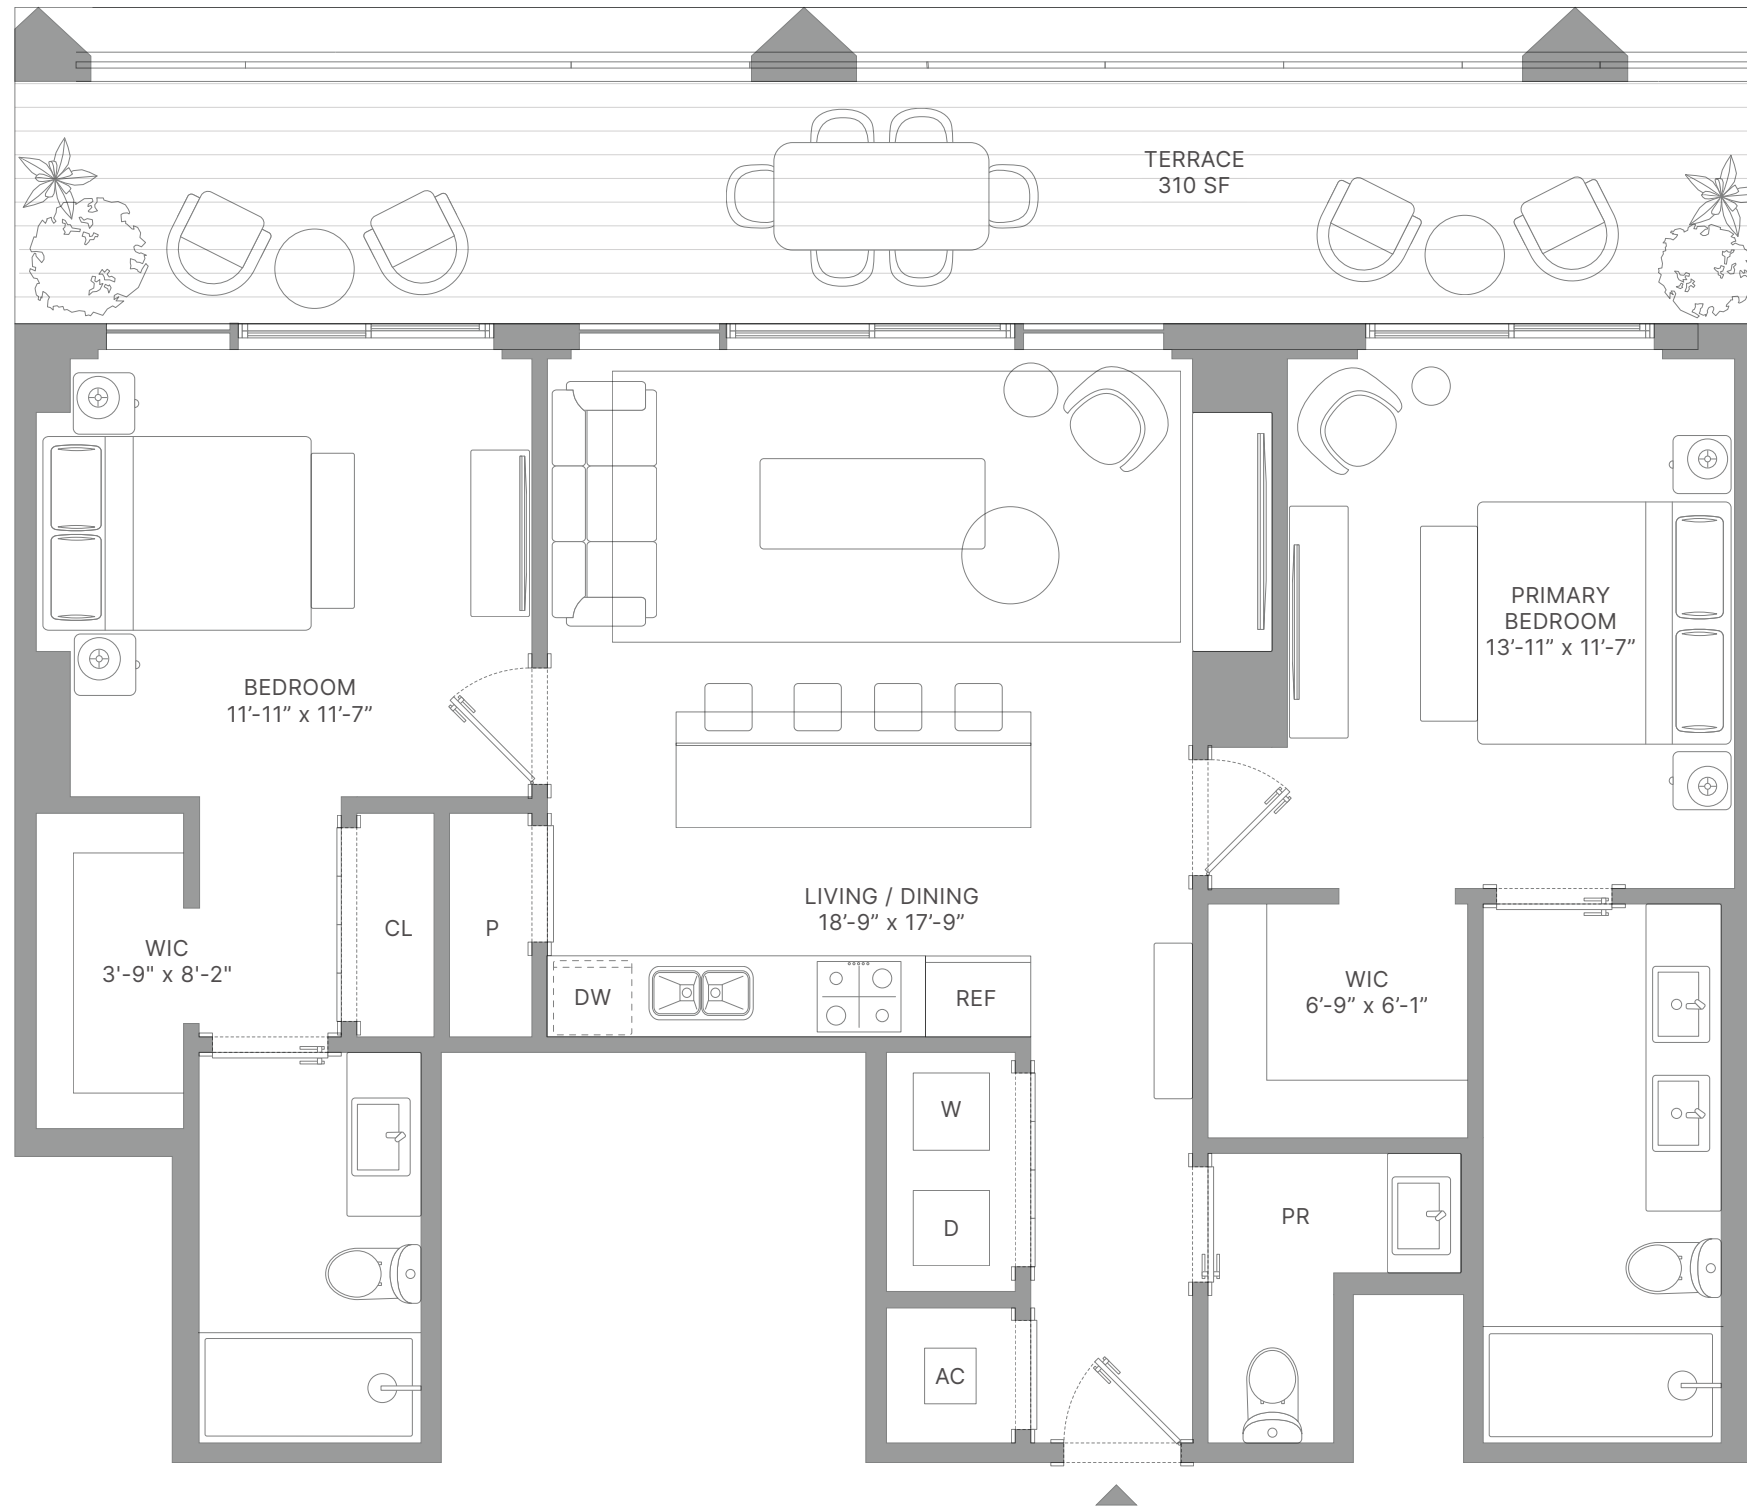 TERRACE
310 SF
PRIMARY
BEDROOM
13’-11” x 11’-7”
BEDROOM
11’-11” x 11’-7”
LIVING / DINING
18’-9” x 17’-9”
CL
P
WIC
3'-9" x 8'-2"
DW
REF
WIC
6’-9” x 6’-1”
W
D
PR
AC